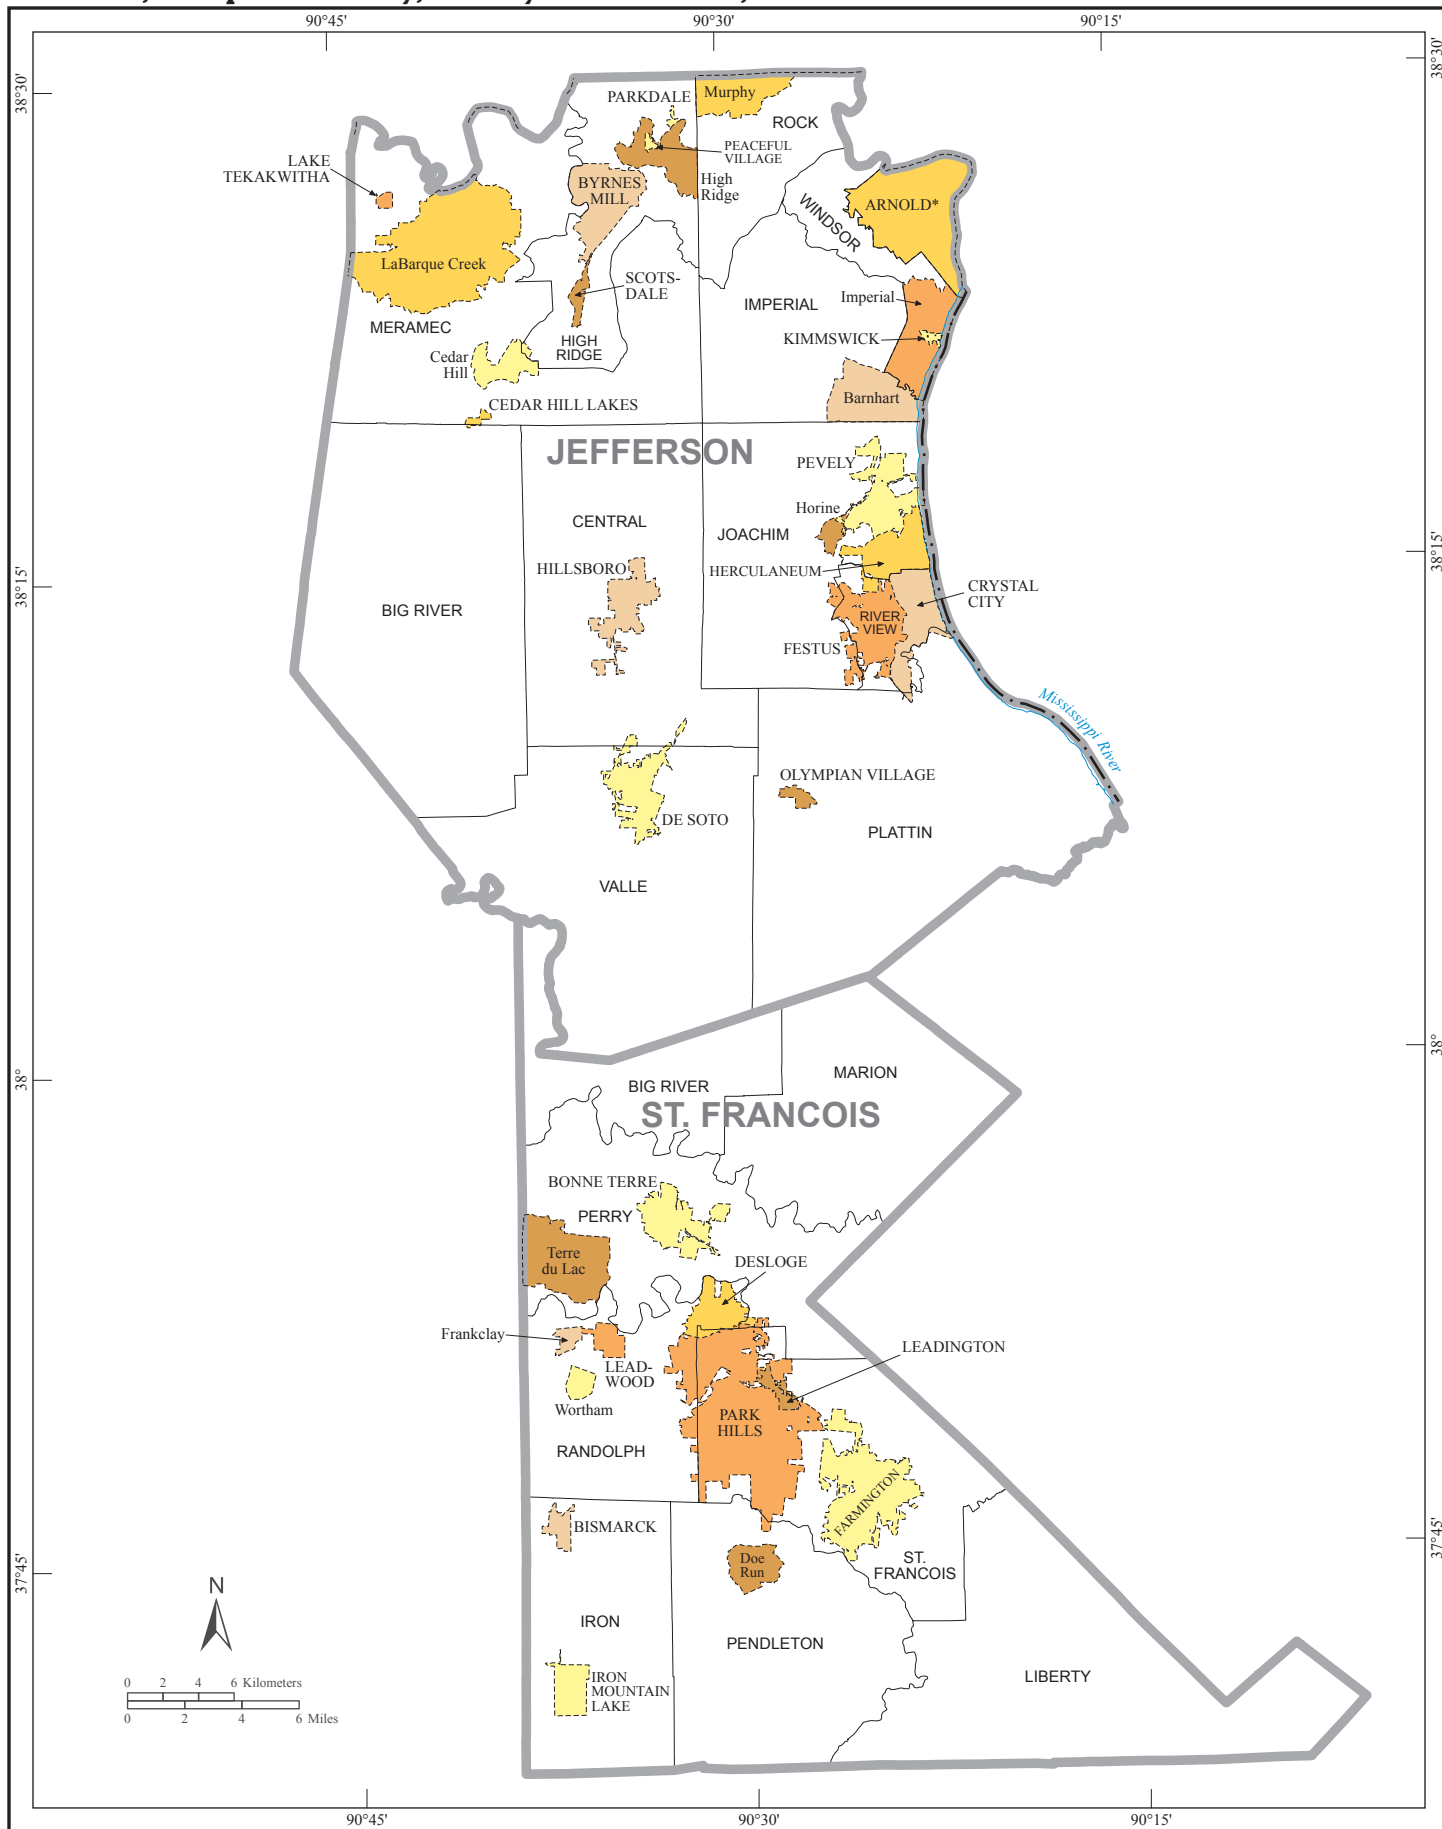 90°45'
90°30'
90°15'
38°30'
38°30'
PARKDALE
Murphy
ROCK
PEACEFUL
VILLAGE
LAKE
TEKAKWITHA
BYRNES
MILL
High
Ridge
ARNOLD*
WINDSOR
LaBarque Creek
SCOTS-
DALE
IMPERIAL
Imperial
MERAMEC
KIMMSWICK
HIGH
RIDGE
Cedar
Hill
Barnhart
CEDAR HILL LAKES
JEFFERSON
PEVELY
Horine
CENTRAL
JOACHIM
38°15'
38°15'
HILLSBORO
HERCULANEUM
CRYSTAL
CITY
BIG RIVER
RIVER
VIEW
FESTUS
Mississippi River
OLYMPIAN VILLAGE
DE SOTO
PLATTIN
VALLE
38°
38°
MARION
BIG RIVER
ST. FRANCOIS
BONNE TERRE
PERRY
Terre
du Lac
DESLOGE
Frankclay
LEADINGTON
LEAD-
WOOD
Wortham
PARK
HILLS
RANDOLPH
FARMINGTON
BISMARCK
37°45'
37°45'
Doe
Run
ST.
FRANCOIS
N
IRON
PENDLETON
LIBERTY
IRON
MOUNTAIN
LAKE
0 2 4 6 Kilometers
0 2 4 6 Miles
90°45'
90°30'
90°15'